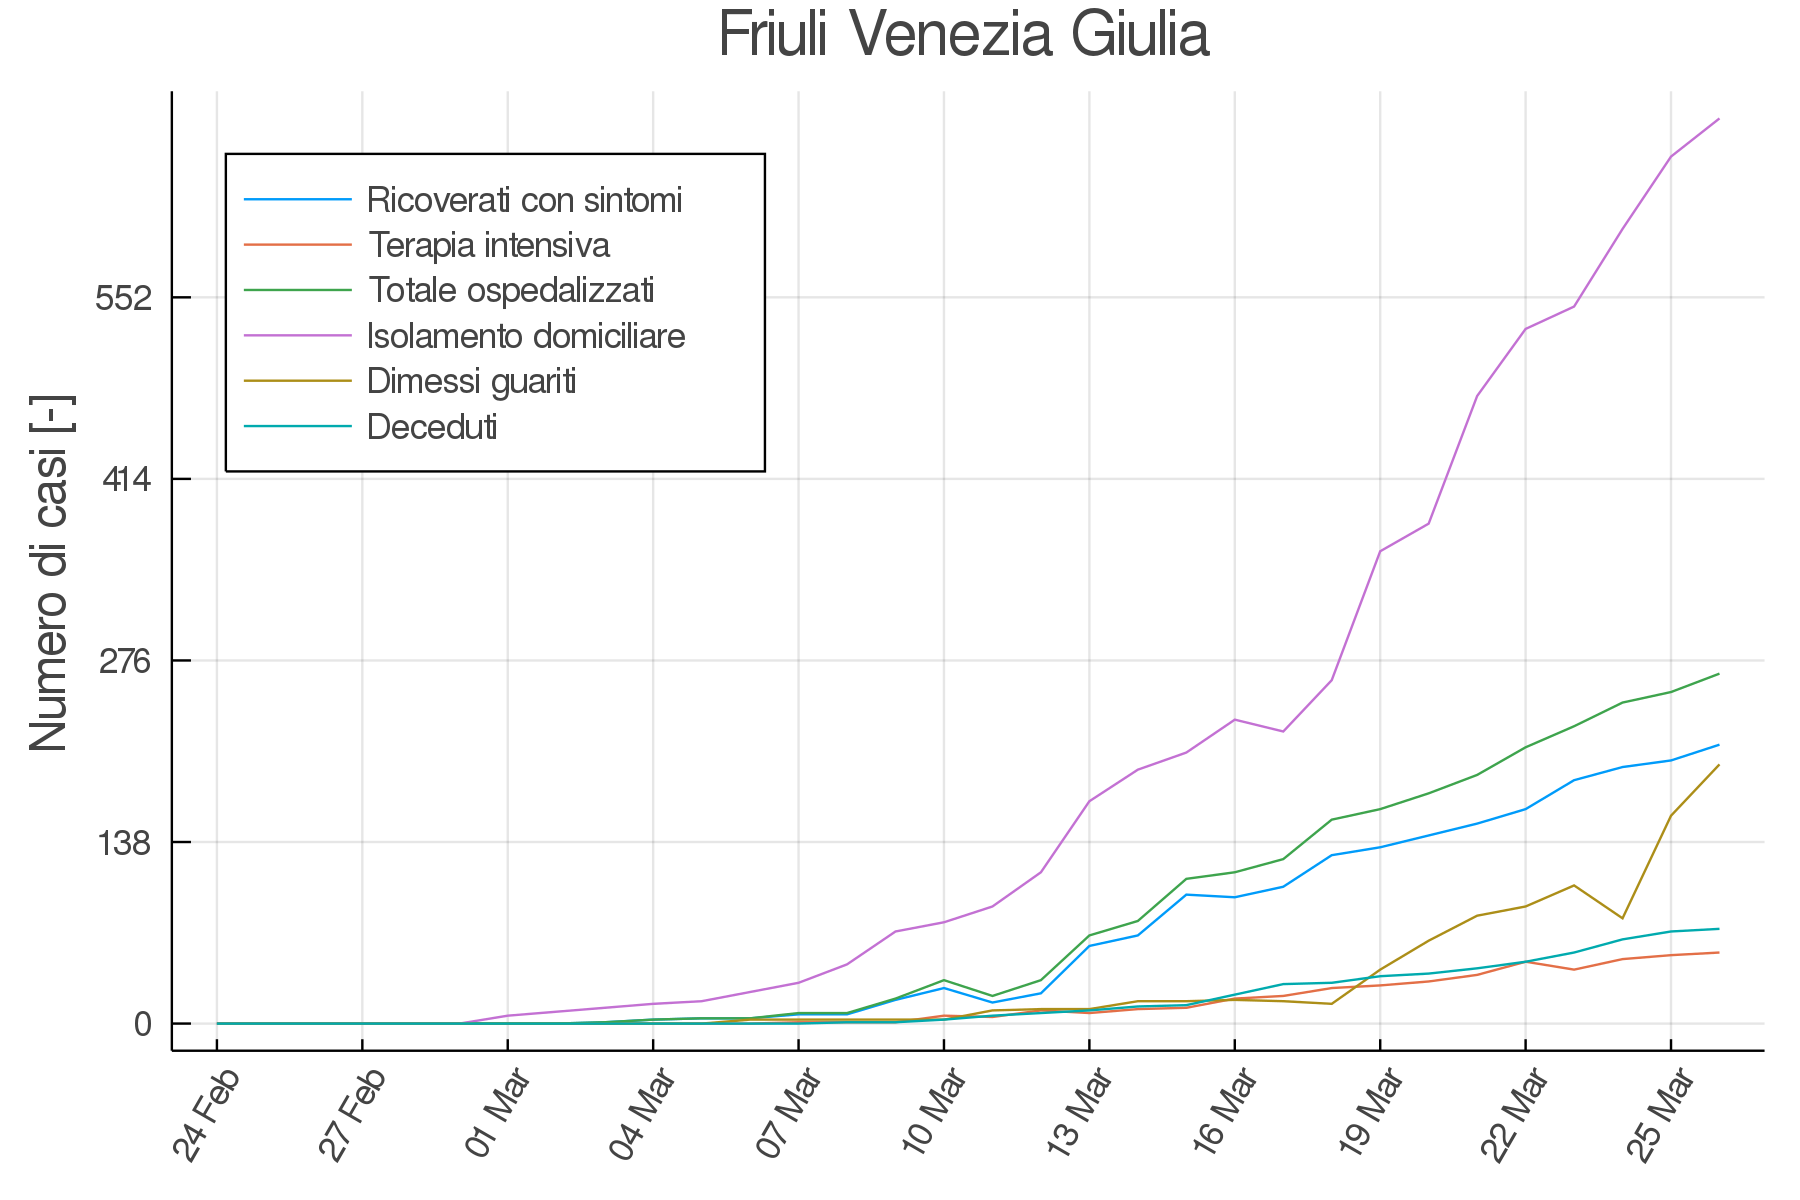 Friuli Venezia Giulia
Numero di casi [-]
Ricoverati con sintomi
Terapia intensiva
Totale ospedalizzati
Isolamento domiciliare
Dimessi guariti
Deceduti
552
414
276
138
0
24 Feb
27 Feb
01 Mar
04 Mar
07 Mar
10 Mar
13 Mar
16 Mar
19 Mar
22 Mar
25 Mar